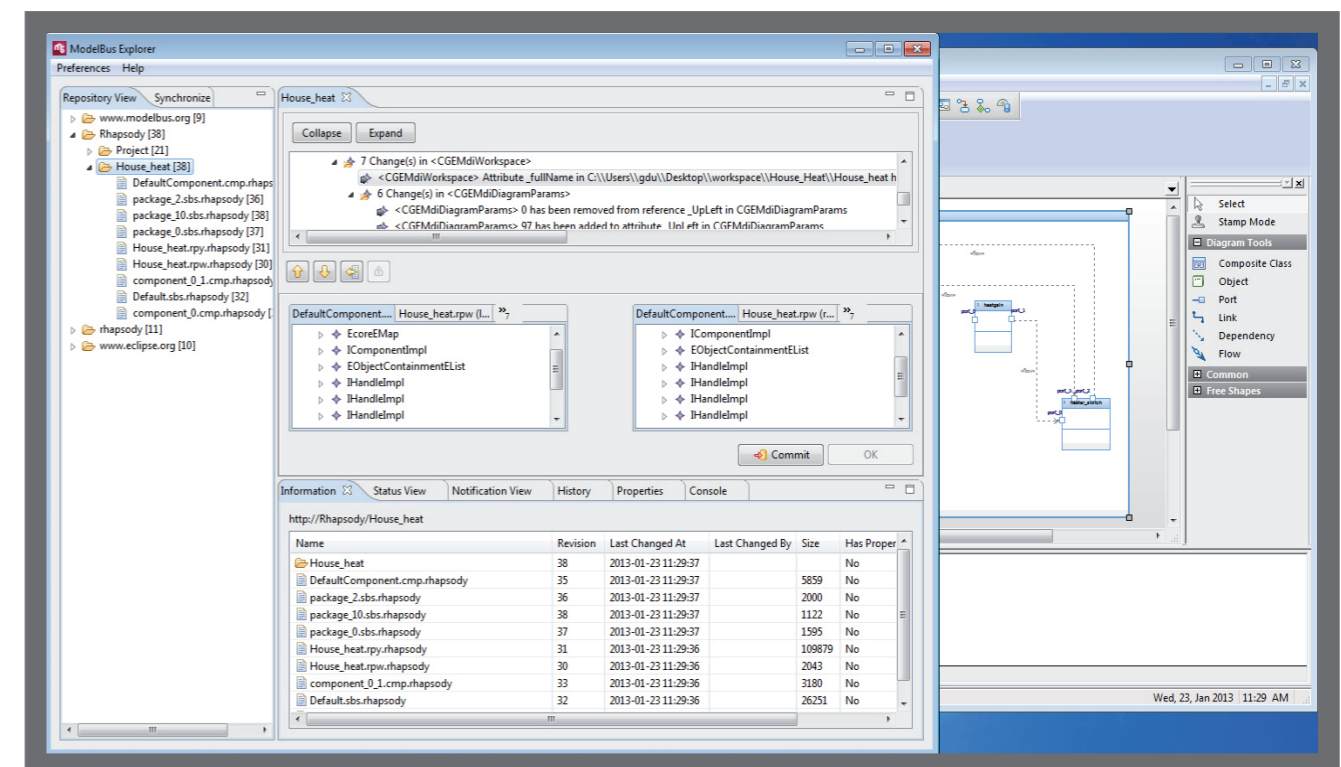 ModelBus Explorer
Preferences Help
Repository View Synchronize
www.modelbus.org [9]
Rhapsody [38]
Project [21]
House_heat [38]
DefaultComponent.cmp.rhaps
package_2.sbs.rhapsody [36]
package_10.sbs.rhapsody [38]
package_0.sbs.rhapsody [37]
House_heat.rpy.rhapsody [31]
House_heat.rpw.rhapsody [30]
component_0_1.cmp.rhapsody
Default.sbs.rhapsody [32]
component_0.cmp.rhapsody [
rhapsody [11]
www.eclipse.org [10]
House_heat
Collapse Expand
7 Change(s) in <CGEMdiWorkspace>
<CGEMdiWorkspace> Attribute _fullName in C:\\Users\\gdu\\Desktop\\workspace\\House_Heat\\House_heat h
6 Change(s) in <CGEMdiDiagramParams>
<CGEMdiDiagramParams> 0 has been removed from reference _UpLeft in CGEMdiDiagramParams
<CGEMdiDiagramParams> 97 has been added to attribute _UpLeft in CGEMdiDiagramParams
DefaultComponent.... House_heat.rpw (l... »7
EcoreEMap
IComponentImpl
EObjectContainmentEList
IHandleImpl
IHandleImpl
IHandleImpl
DefaultComponent.... House_heat.rpw (r... »7
IComponentImpl
EObjectContainmentEList
IHandleImpl
IHandleImpl
IHandleImpl
IHandleImpl
Commit OK
Information Status View Notification View History Properties Console
http://Rhapsody/House_heat
Name Revision Last Changed At Last Changed By Size Has Proper
House_heat 38 2013-01-23 11:29:37 No
DefaultComponent.cmp.rhapsody 35 2013-01-23 11:29:37 5859 No
package_2.sbs.rhapsody 36 2013-01-23 11:29:37 2000 No
package_10.sbs.rhapsody 38 2013-01-23 11:29:37 1122 No
package_0.sbs.rhapsody 37 2013-01-23 11:29:37 1595 No
House_heat.rpy.rhapsody 31 2013-01-23 11:29:36 109879 No
House_heat.rpw.rhapsody 30 2013-01-23 11:29:36 2043 No
component_0_1.cmp.rhapsody 33 2013-01-23 11:29:36 3180 No
Default.sbs.rhapsody 32 2013-01-23 11:29:36 26251 No
Select
Stamp Mode
Diagram Tools
Composite Class
Object
Port
Link
Dependency
Flow
Common
Free Shapes
Wed, 23, Jan 2013 11:29 AM